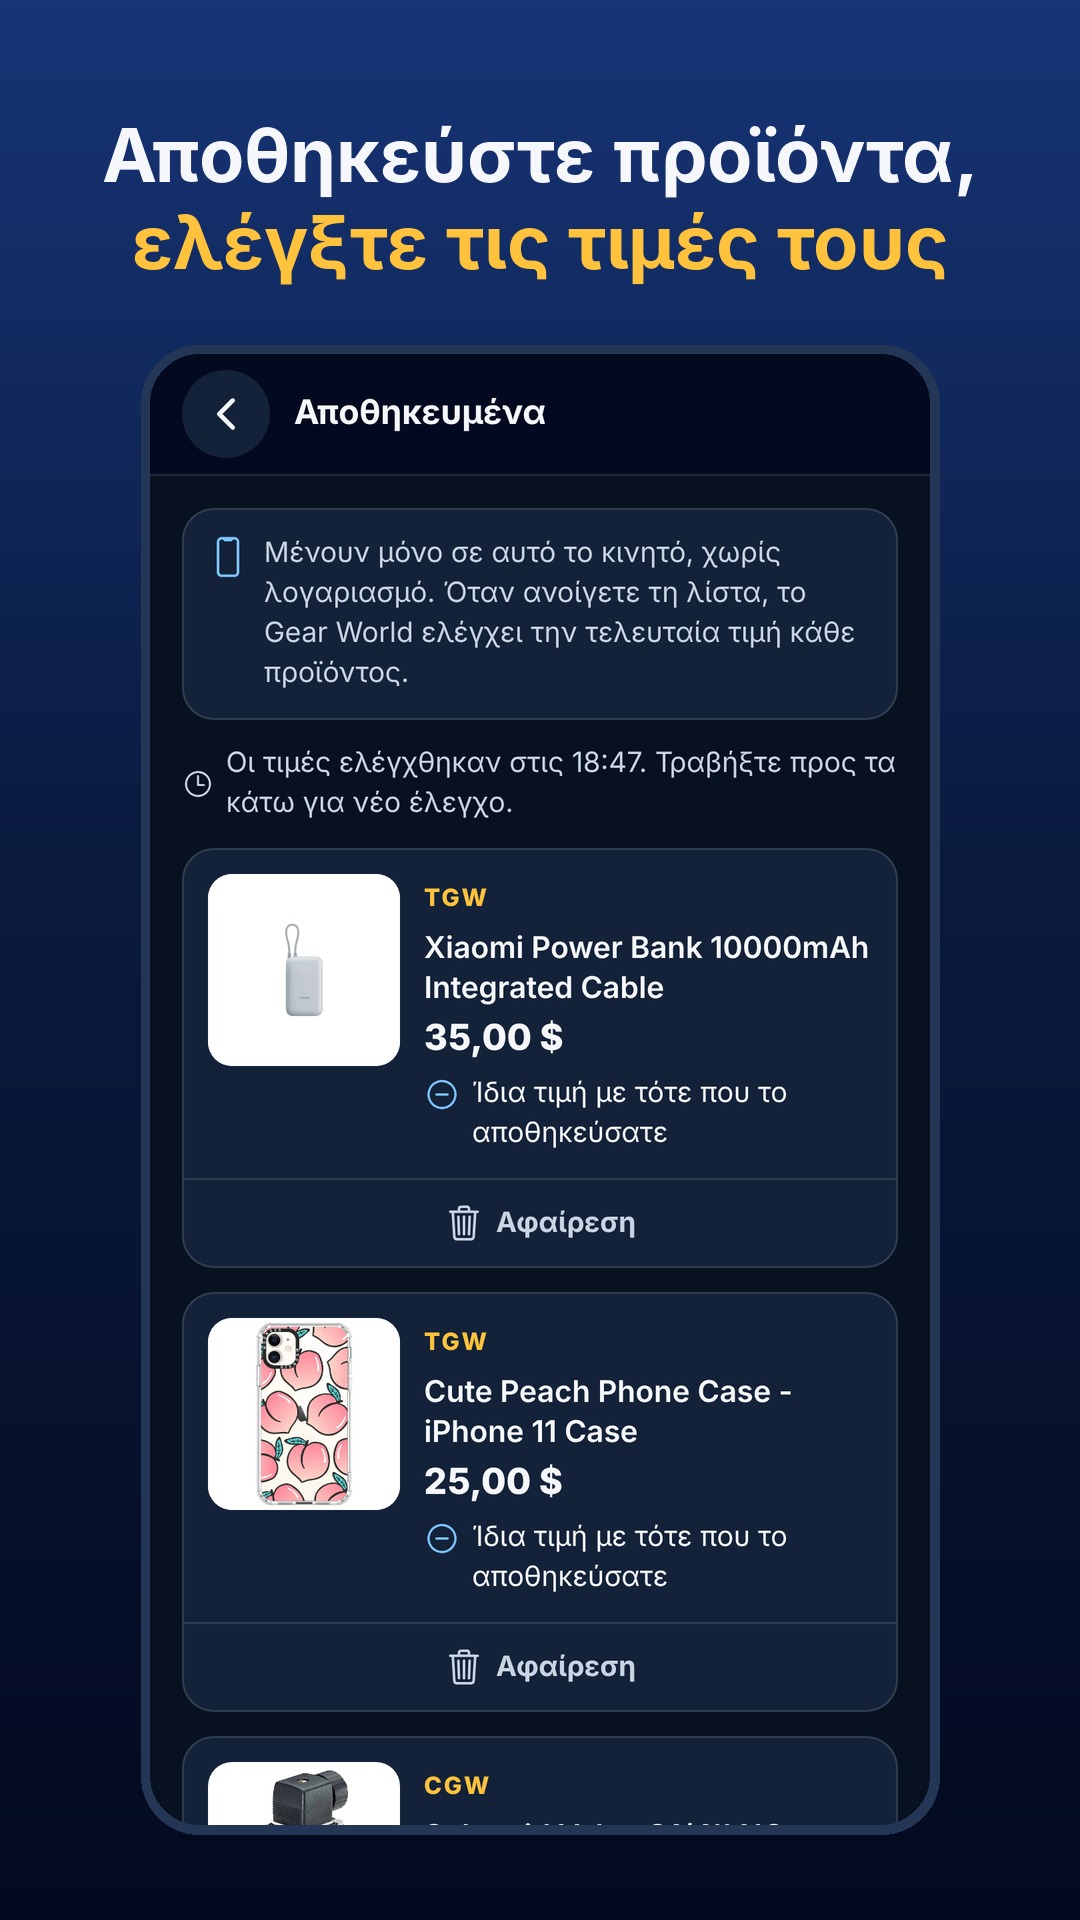 Αποθηκεύστε προϊόντα,
ελέγξτε τις τιμές τους
Αποθηκευμένα
Μένουν μόνο σε αυτό το κινητό, χωρίς
λογαριασμό. Όταν ανοίγετε τη λίστα, το
Gear World ελέγχει την τελευταία τιμή κάθε
προϊόντος.
Οι τιμές ελέγχθηκαν στις 18:47. Τραβήξτε προς τα
κάτω για νέο έλεγχο.
TGW
Xiaomi Power Bank 10000mAh
Integrated Cable
35,00 $
Ίδια τιμή με τότε που το
αποθηκεύσατε
Αφαίρεση
TGW
Cute Peach Phone Case -
iPhone 11 Case
25,00 $
Ίδια τιμή με τότε που το
αποθηκεύσατε
Αφαίρεση
CGW